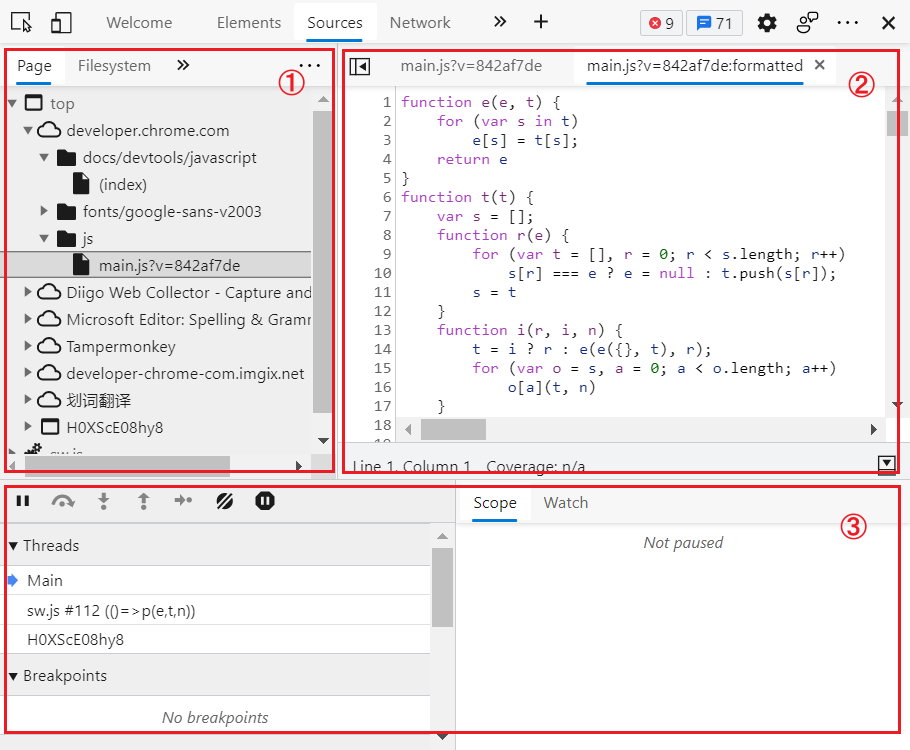 Welcome Elements Sources Network 9 71
Page Filesystem ①
top
developer.chrome.com
docs/devtools/javascript
(index)
fonts/google-sans-v2003
js
main.js?v=842af7de
Diigo Web Collector - Capture and
Microsoft Editor: Spelling & Gramm
Tampermonkey
developer-chrome-com.imgix.net
划词翻译
H0XScE08hy8
sw.js
main.js?v=842af7de main.js?v=842af7de:formatted ②
1 function e(e, t) {
2 for (var s in t)
3 e[s] = t[s];
4 return e
5 }
6 function t(t) {
7 var s = [];
8 function r(e) {
9 for (var t = [], r = 0; r < s.length; r++)
10 s[r] === e ? e = null : t.push(s[r]);
11 s = t
12 }
13 function i(r, i, n) {
14 t = i ? r : e(e({}, t), r);
15 for (var o = s, a = 0; a < o.length; a++)
16 o[a](t, n)
17 }
18
Line 1, Column 1 Coverage: n/a
Threads
Main
sw.js #112 (()=>p(e,t,n))
H0XScE08hy8
Breakpoints
No breakpoints
Scope Watch ③
Not paused